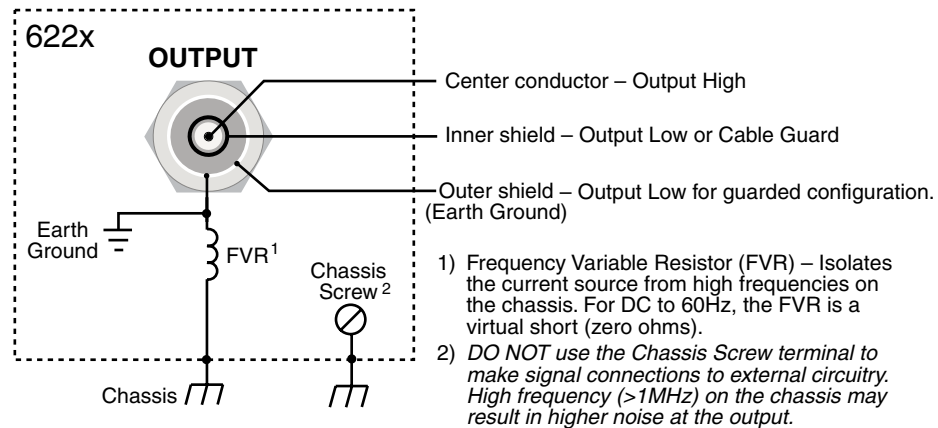 622x
OUTPUT
Center conductor – Output High
Inner shield – Output Low or Cable Guard
Outer shield – Output Low for guarded configuration.
(Earth Ground)
Earth
Ground
FVR1
Chassis
Screw 2
Chassis
1) Frequency Variable Resistor (FVR) – Isolates
the current source from high frequencies on
the chassis. For DC to 60Hz, the FVR is a
virtual short (zero ohms).
2) DO NOT use the Chassis Screw terminal to
make signal connections to external circuitry.
High frequency (>1MHz) on the chassis may
result in higher noise at the output.